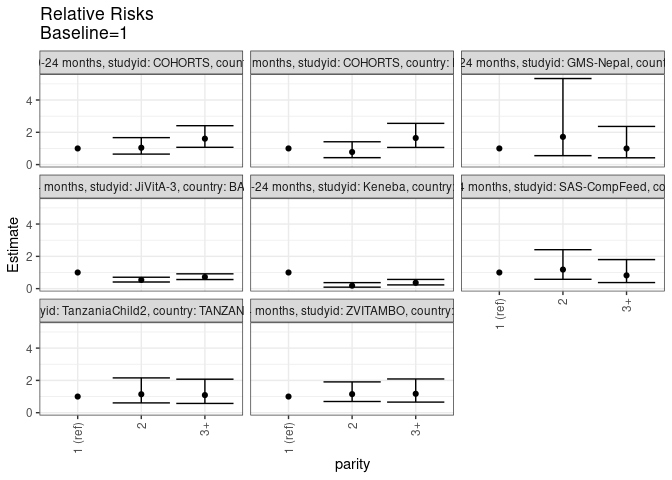 Relative Risks
Baseline=1
-24 months, studyid: COHORTS, coun
months, studyid: COHORTS, country:
24 months, studyid: GMS-Nepal, count
4
2
0
months, studyid: JiVitA-3, country: BA
-24 months, studyid: Keneba, country:
months, studyid: SAS-CompFeed, co
4
2
0
yid: TanzaniaChild2, country: TANZAN
months, studyid: ZVITAMBO, country:
4
2
0
1 (ref)
2
3+
1 (ref)
2
3+
1 (ref)
2
3+
Estimate
parity